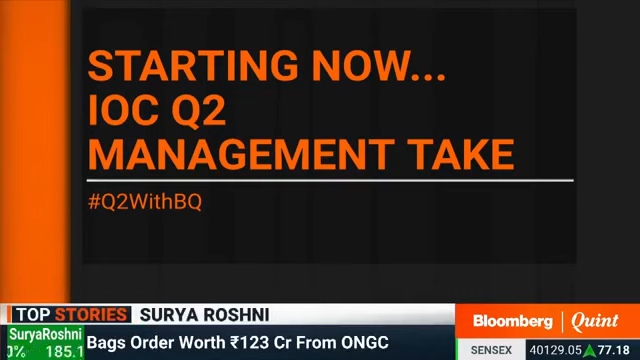 STARTING NOW...
IOC Q2
MANAGEMENT TAKE
#Q2WithBQ
TOP STORIES SURYA ROSHNI
Bloomberg | Quint
SuryaRoshni
0% 185.1
Bags Order Worth ₹123 Cr From ONGC
SENSEX 40129.05 ▲ 77.18